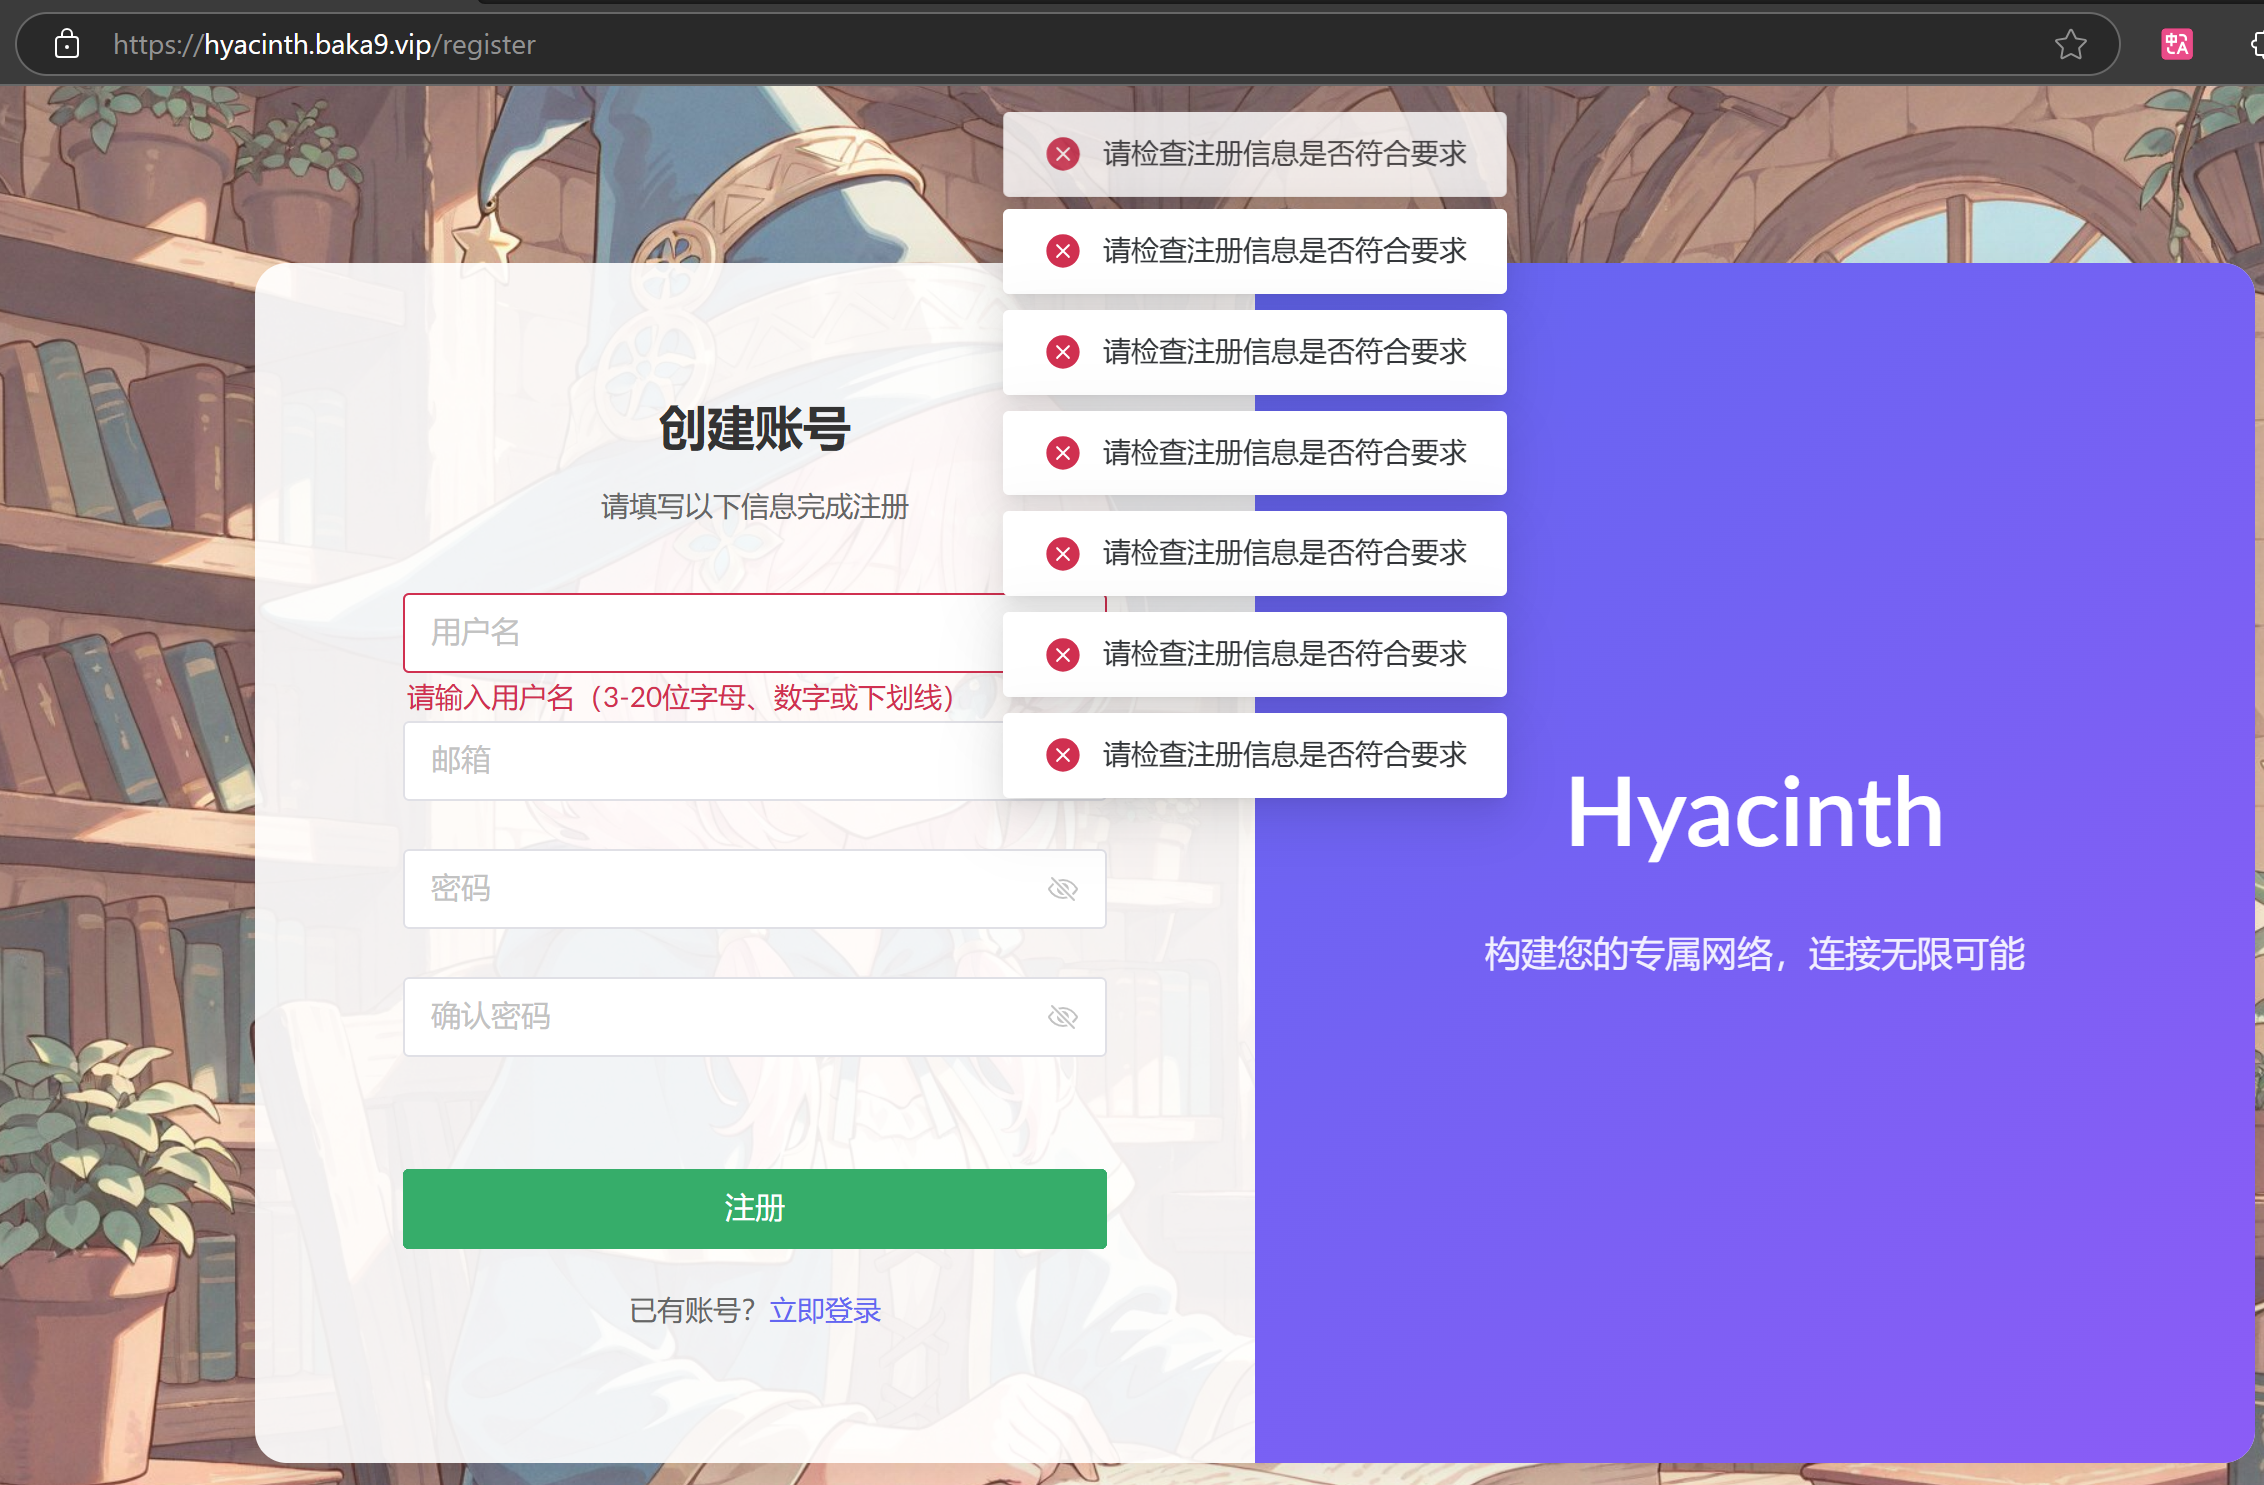 https://hyacinth.baka9.vip/register
请检查注册信息是否符合要求
请检查注册信息是否符合要求
请检查注册信息是否符合要求
请检查注册信息是否符合要求
请检查注册信息是否符合要求
请检查注册信息是否符合要求
请检查注册信息是否符合要求
创建账号
请填写以下信息完成注册
用户名
请输入用户名（3-20位字母、数字或下划线）
邮箱
密码
确认密码
注册
已有账号？立即登录
Hyacinth
构建您的专属网络，连接无限可能